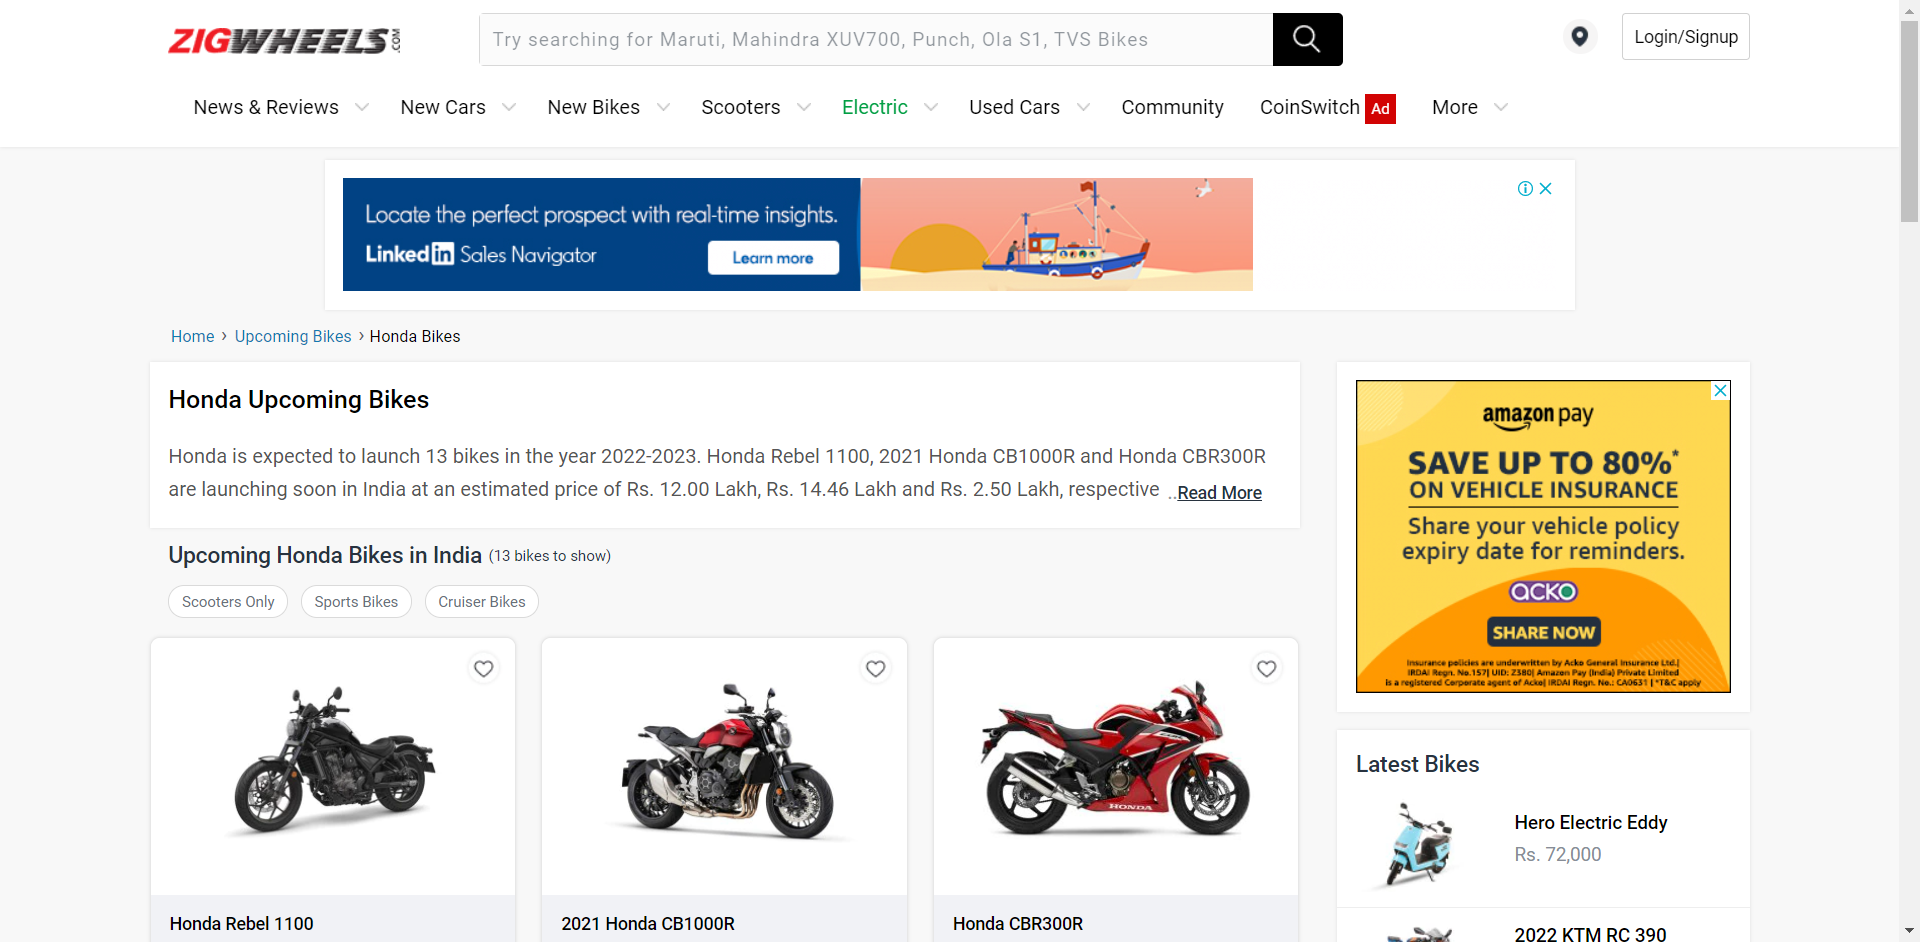 ZIGWHEELS.COM
Try searching for Maruti, Mahindra XUV700, Punch, Ola S1, TVS Bikes
Login/Signup
News & Reviews
New Cars
New Bikes
Scooters
Electric
Used Cars
Community
CoinSwitch Ad
More
Locate the perfect prospect with real-time insights.
Linked in Sales Navigator
Learn more
Home › Upcoming Bikes › Honda Bikes
Honda Upcoming Bikes
Honda is expected to launch 13 bikes in the year 2022-2023. Honda Rebel 1100, 2021 Honda CB1000R and Honda CBR300R
are launching soon in India at an estimated price of Rs. 12.00 Lakh, Rs. 14.46 Lakh and Rs. 2.50 Lakh, respective ..Read More
Upcoming Honda Bikes in India (13 bikes to show)
Scooters Only
Sports Bikes
Cruiser Bikes
HONDA
Honda Rebel 1100
2021 Honda CB1000R
Honda CBR300R
amazon pay
SAVE UP TO 80%*
ON VEHICLE INSURANCE
Share your vehicle policy
expiry date for reminders.
acko
SHARE NOW
Insurance policies are underwritten by Acko General Insurance Ltd.|
IRDAI Regn. No.157| UID: Z380| Amazon Pay (India) Private Limited
is a registered Corporate agent of Acko| IRDAI Regn. No.: CA0631 | *T&C apply
Latest Bikes
Hero Electric Eddy
Rs. 72,000
2022 KTM RC 390